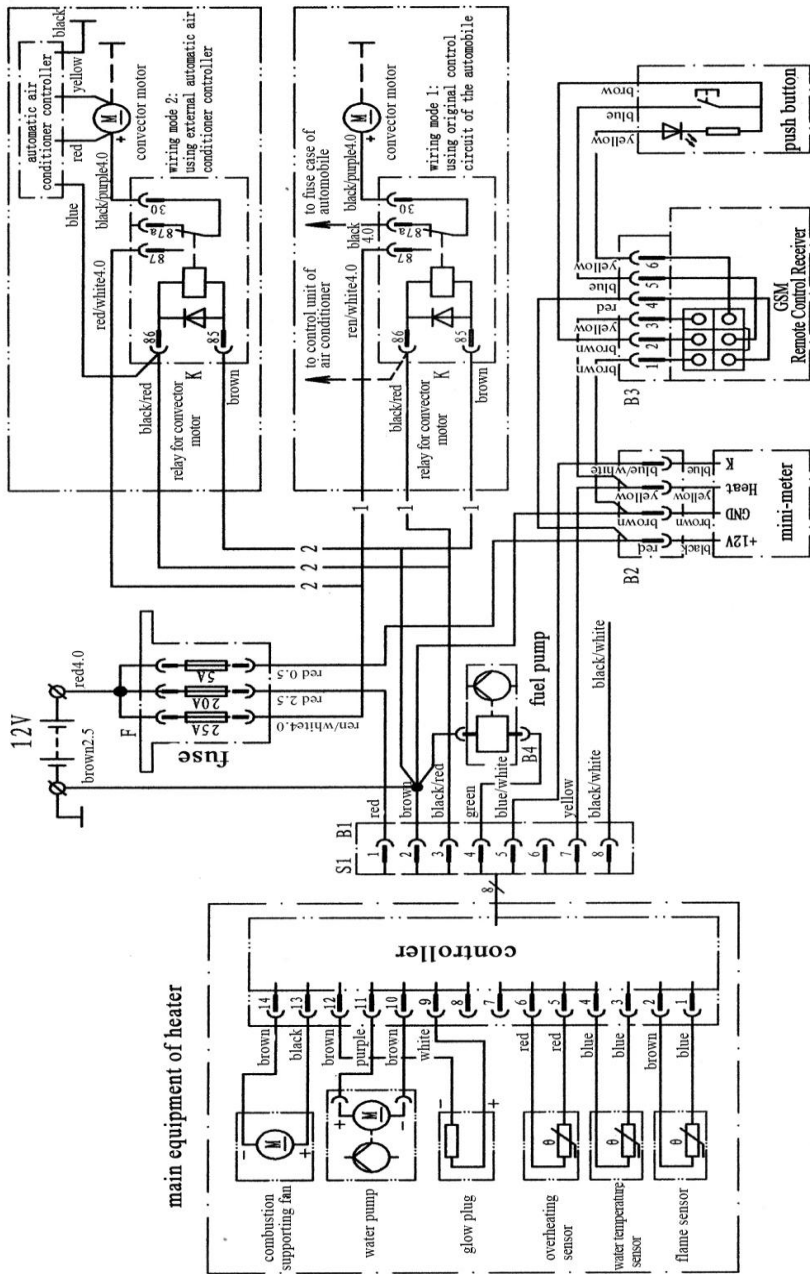 main equipment of heater
combustion
supporting fan
water pump
glow plug
overheating
sensor
water temperature
sensor
flame sensor
-
M
+
+
M
-
-
+
θ
θ
θ
brown
black
brown
purple
brown
white
red
red
blue
blue
brown
blue
14
13
12
11
10
9
8
7
6
5
4
3
2
1
controller
8
S1
B1
1
2
3
4
5
6
7
8
red
brown
black/red
green
blue/white
yellow
black/white
black/white
B4
fuel pump
12V
brown2.5
red4.0
F
fuse
25A
20A
5A
ren/white4.0
red 2.5
red 0.5
2
2
2
1
1
1
automatic air
conditioner controller
black
yellow
red
blue
M
+
convector motor
black/purple4.0
red/white4.0
wiring mode 2:
using external automatic air
conditioner controller
30
87a
87
86
85
K
black/red
brown
relay for convector
motor
to fuse case of
automobile
to control unit of
air conditioner
M
+
convector motor
black/purple4.0
black
4.0
ren/white4.0
wiring mode 1:
using original control
circuit of the automobile
30
87a
87
86
85
K
black/red
brown
relay for convector
motor
push button
brow
blue
yellow
GSM
Remote Control Receiver
B3
1
2
3
4
5
6
brown
brown
yellow
red
blue
yellow
B2
red
brown
yellow
blue/white
black
brown
yellow
blue
+12V
GND
Heat
K
mini-meter